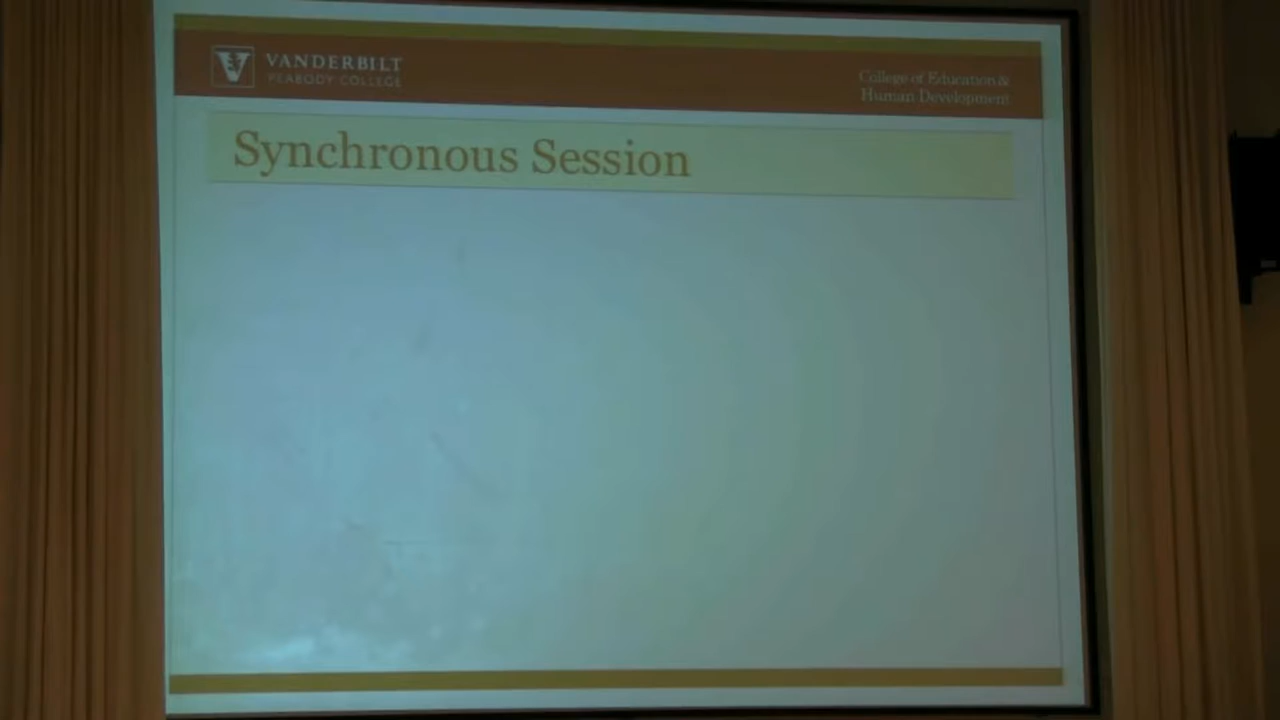 VANDERBILT
PEABODY COLLEGE
College of Education &
Human Development
Synchronous Session